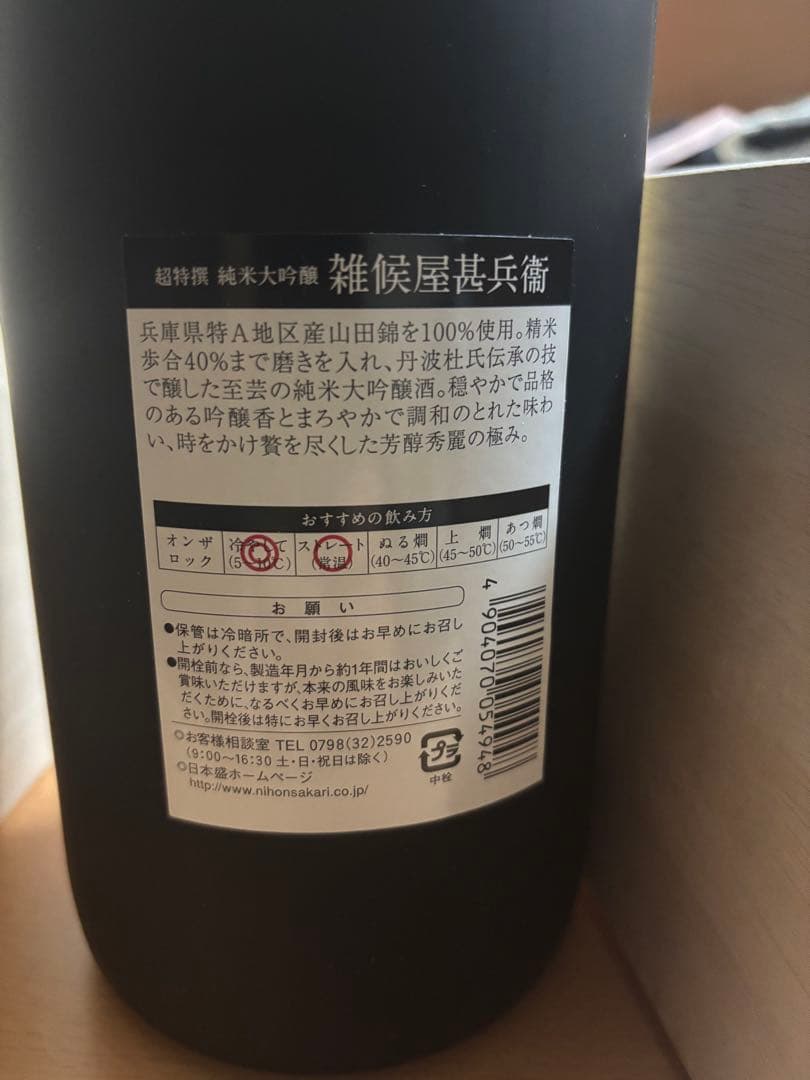 超特撰 純米大吟醸 雑候屋甚兵衞
兵庫県特A地区産山田錦を100%使用。精米
歩合40%まで磨きを入れ、丹波杜氏伝承の技
で醸した至芸の純米大吟醸酒。穏やかで品格
のある吟醸香とまろやかで調和のとれた味わ
い、時をかけ贅を尽くした芳醇秀麗の極み。
おすすめの飲み方
オンザ
ロック
冷やして
(5〜10℃)
ストレート
(常温)
ぬる燗
(40〜45℃)
上 燗
(45〜50℃)
あつ燗
(50〜55℃)
お 願 い
●保管は冷暗所で、開封後はお早めにお召し
上がりください。
●開栓前なら、製造年月から約1年間はおいしくご
賞味いただけますが、本来の風味をお楽しみいた
だくために、なるべくお早めにお召し上がりくだ
さい。開栓後は特にお早くお召し上がりください。
◎お客様相談室 TEL 0798(32)2590
(9:00〜16:30 土・日・祝日は除く)
◎日本盛ホームページ
http://www.nihonsakari.co.jp/
プラ
中栓
4 904070 054948